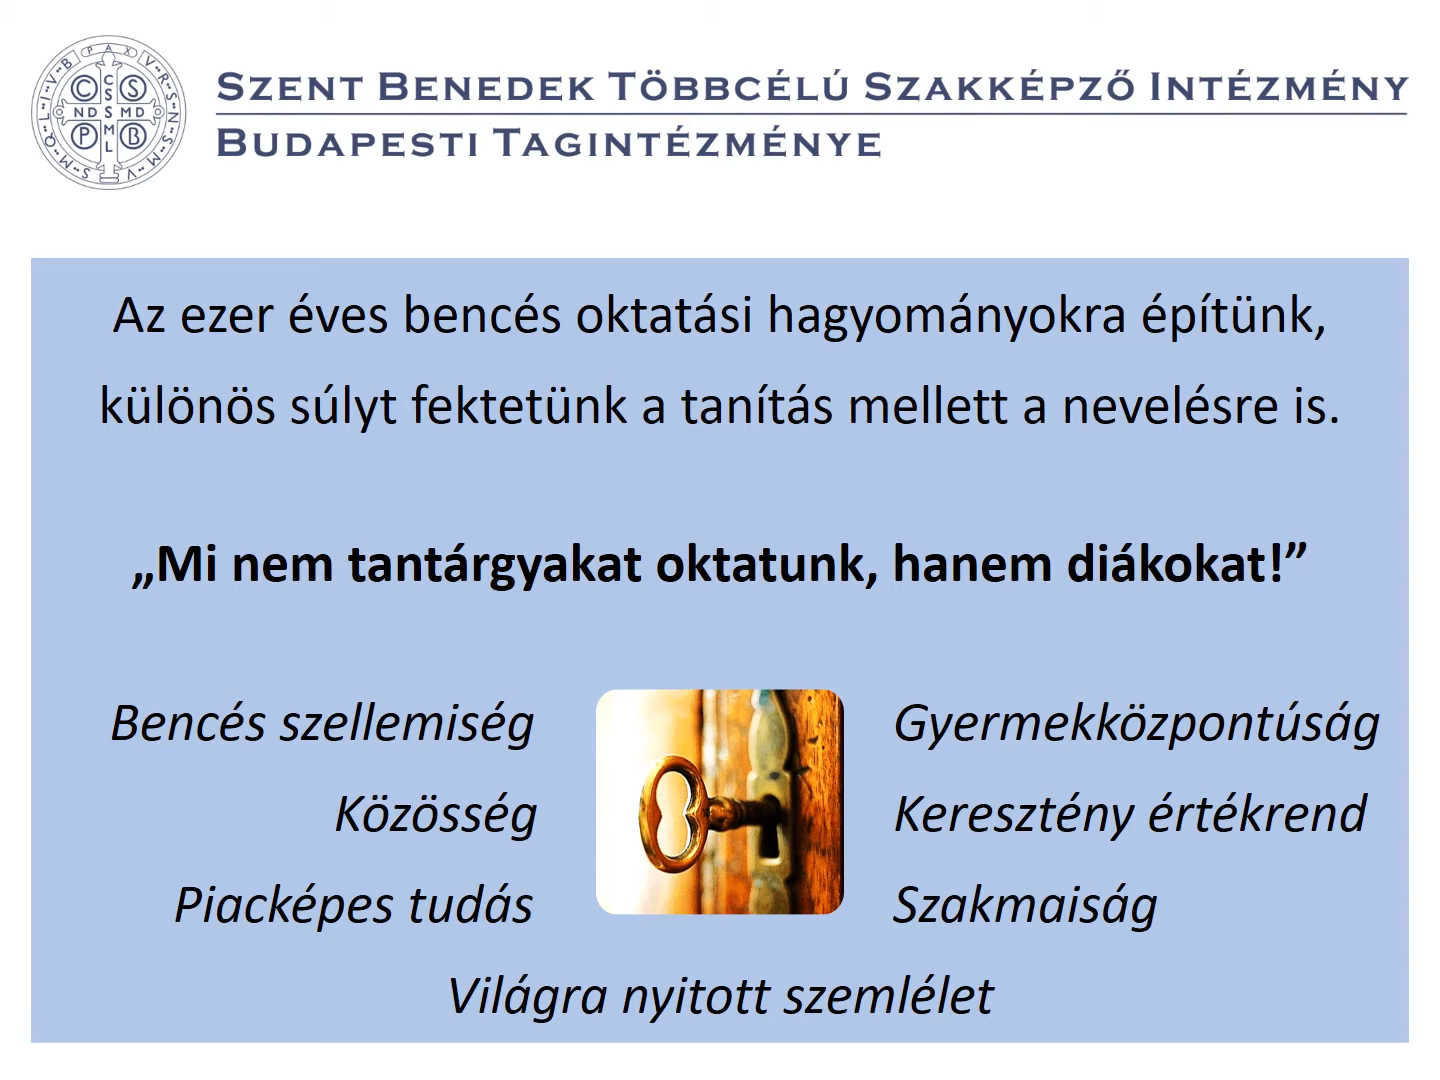 SZENT BENEDEK TÖBBCÉLÚ SZAKKÉPZŐ INTÉZMÉNY
BUDAPESTI TAGINTÉZMÉNYE
Az ezer éves bencés oktatási hagyományokra építünk,
különös súlyt fektetünk a tanítás mellett a nevelésre is.
„Mi nem tantárgyakat oktatunk, hanem diákokat!”
Bencés szellemiség
Közösség
Piacképes tudás
Gyermekközpontúság
Keresztény értékrend
Szakmaiság
Világra nyitott szemlélet